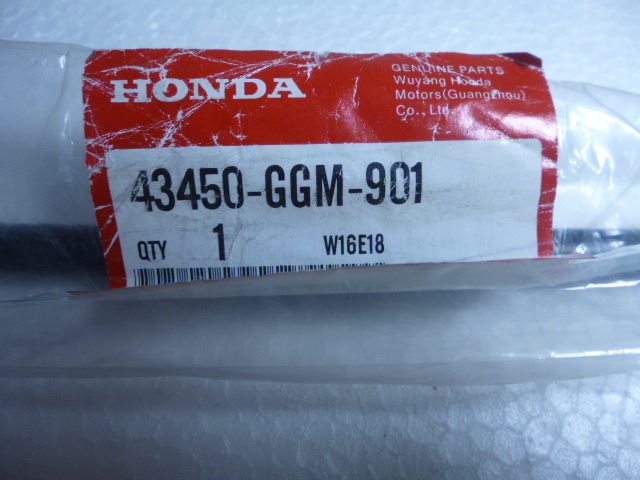 HONDA
GENUINE PARTS
Wuyang Honda
Motors(Guangzhou)
Co., Ltd.
43450-GGM-901
QTY 1 W16E18